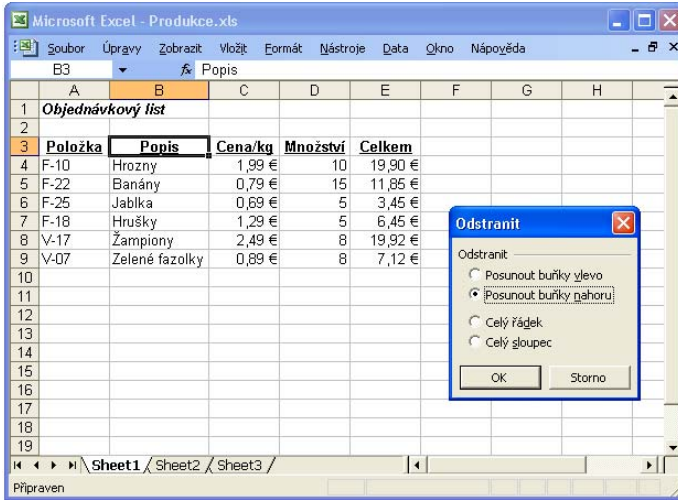 Microsoft Excel - Produkce.xls
Soubor Úpravy Zobrazit Vložit Formát Nástroje Data Okno Nápověda
B3 fx Popis
A B C D E F G H
1 Objednávkový list
2
3 Položka Popis Cena/kg Množství Celkem
4 F-10 Hrozny 1,99 € 10 19,90 €
5 F-22 Banány 0,79 € 15 11,85 €
6 F-25 Jablka 0,69 € 5 3,45 €
7 F-18 Hrušky 1,29 € 5 6,45 €
8 V-17 Žampiony 2,49 € 8 19,92 €
9 V-07 Zelené fazolky 0,89 € 8 7,12 €
10
11
12
13
14
15
16
17
18
19
Odstranit
Odstranit
Posunout buňky vlevo
Posunout buňky nahoru
Celý řádek
Celý sloupec
OK Storno
Sheet1 Sheet2 Sheet3
Připraven